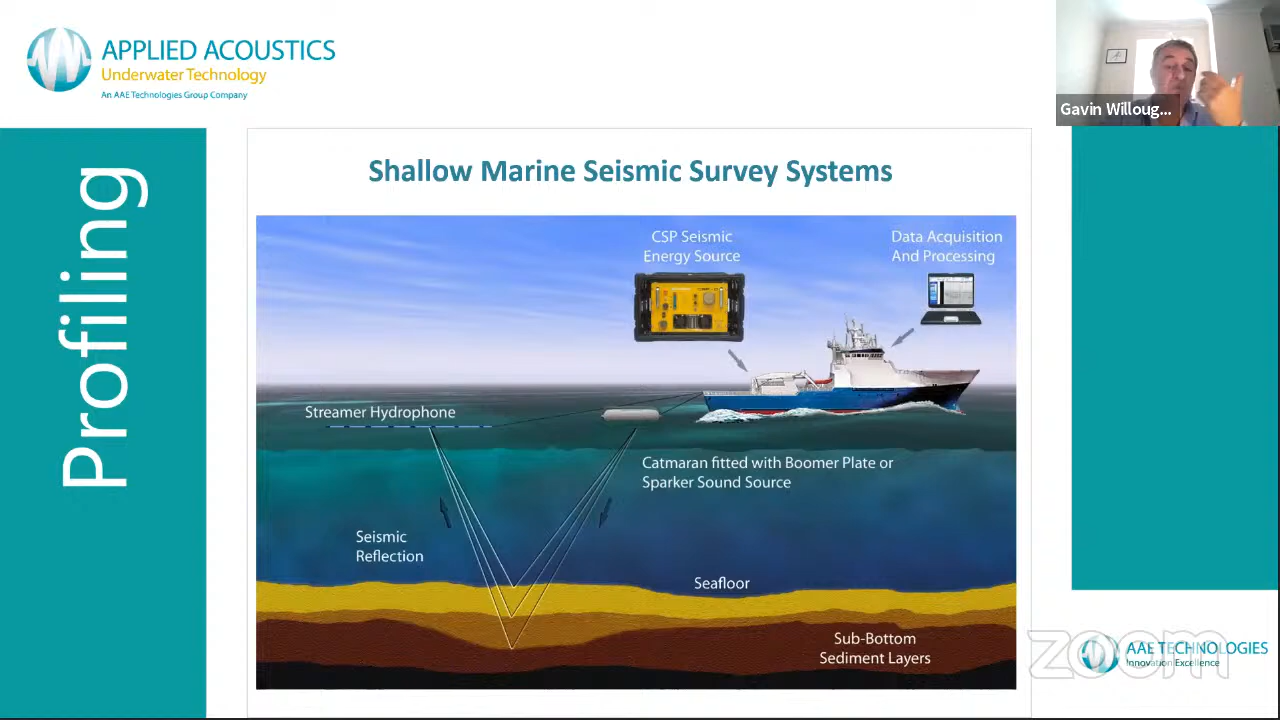 APPLIED ACOUSTICS
Underwater Technology
An AAE Technologies Group Company
Gavin Willoug...
Profiling
Shallow Marine Seismic Survey Systems
CSP Seismic
Energy Source
Data Acquisition
And Processing
Streamer Hydrophone
Catmaran fitted with Boomer Plate or
Sparker Sound Source
Seismic
Reflection
Seafloor
Sub-Bottom
Sediment Layers
zoom
AAE TECHNOLOGIES
Innovation Excellence